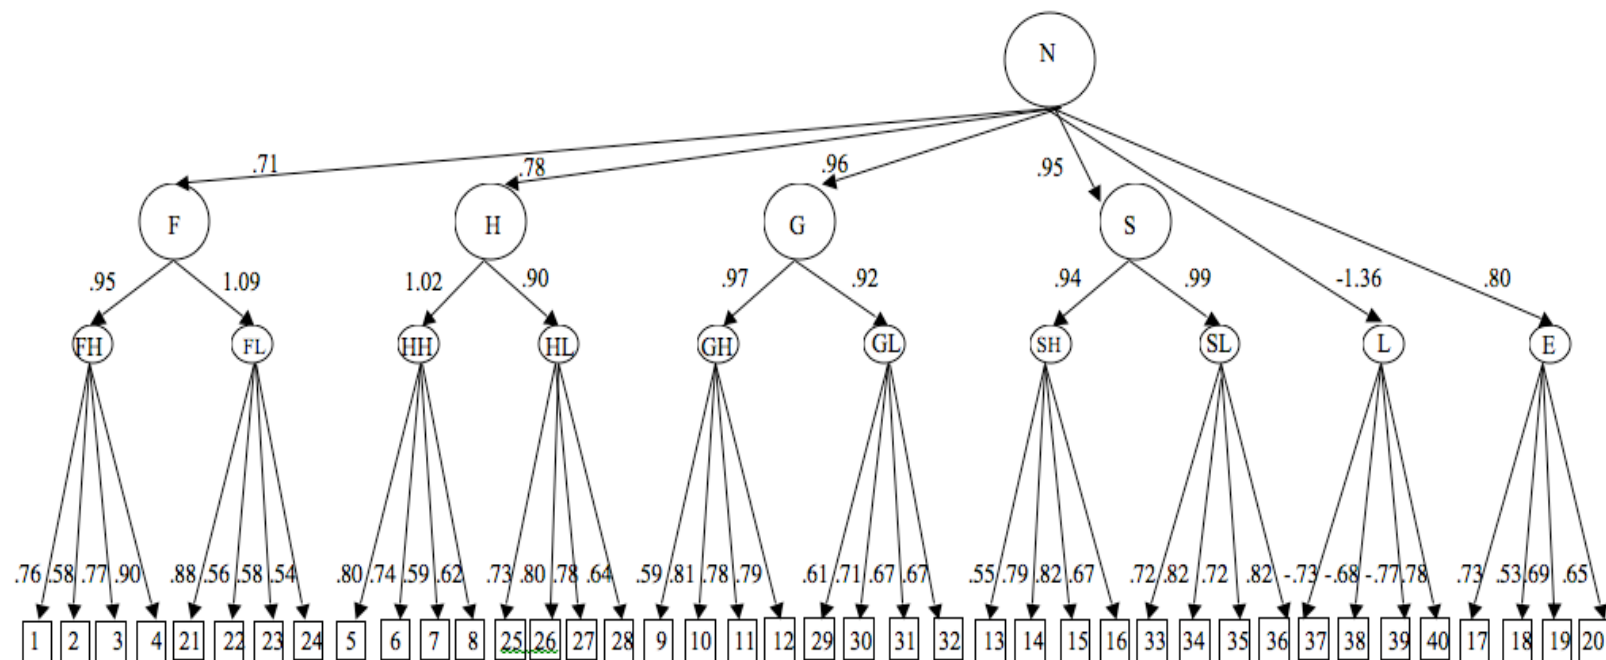 N
.71 .78 .96 .95
F H G S
.95 1.09 1.02 .90 .97 .92 .94 .99 -1.36 .80
FH FL HH HL GH GL SH SL L E
.76 .58 .77 .90 .88 .56 .58 .54 .80 .74 .59 .62 .73 .80 .78 .64 .59 .81 .78 .79 .61 .71 .67 .67 .55 .79 .82 .67 .72 .82 .72 .82 -.73 -.68 -.77 .78 .73 .53 .69 .65
1 2 3 4 21 22 23 24 5 6 7 8 25 26 27 28 9 10 11 12 29 30 31 32 13 14 15 16 33 34 35 36 37 38 39 40 17 18 19 20